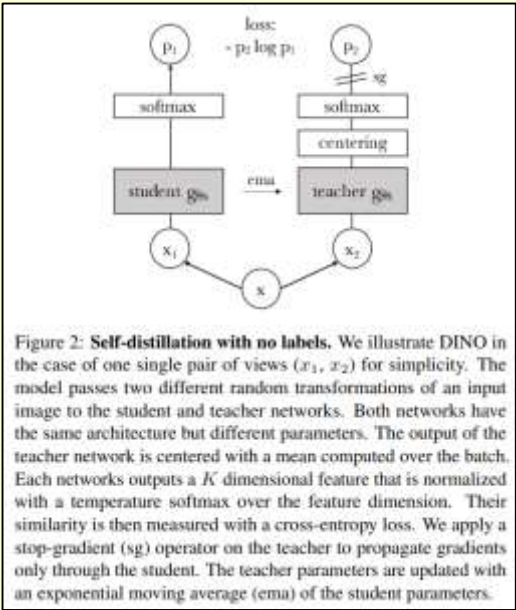 loss:
p₁ - p₂ log p₁ p₂
sg
softmax softmax
centering
student gθs ema teacher gθt
x₁ x₂
x
Figure 2: Self-distillation with no labels. We illustrate DINO in
the case of one single pair of views (x₁, x₂) for simplicity. The
model passes two different random transformations of an input
image to the student and teacher networks. Both networks have
the same architecture but different parameters. The output of the
teacher network is centered with a mean computed over the batch.
Each networks outputs a K dimensional feature that is normalized
with a temperature softmax over the feature dimension. Their
similarity is then measured with a cross-entropy loss. We apply a
stop-gradient (sg) operator on the teacher to propagate gradients
only through the student. The teacher parameters are updated with
an exponential moving average (ema) of the student parameters.